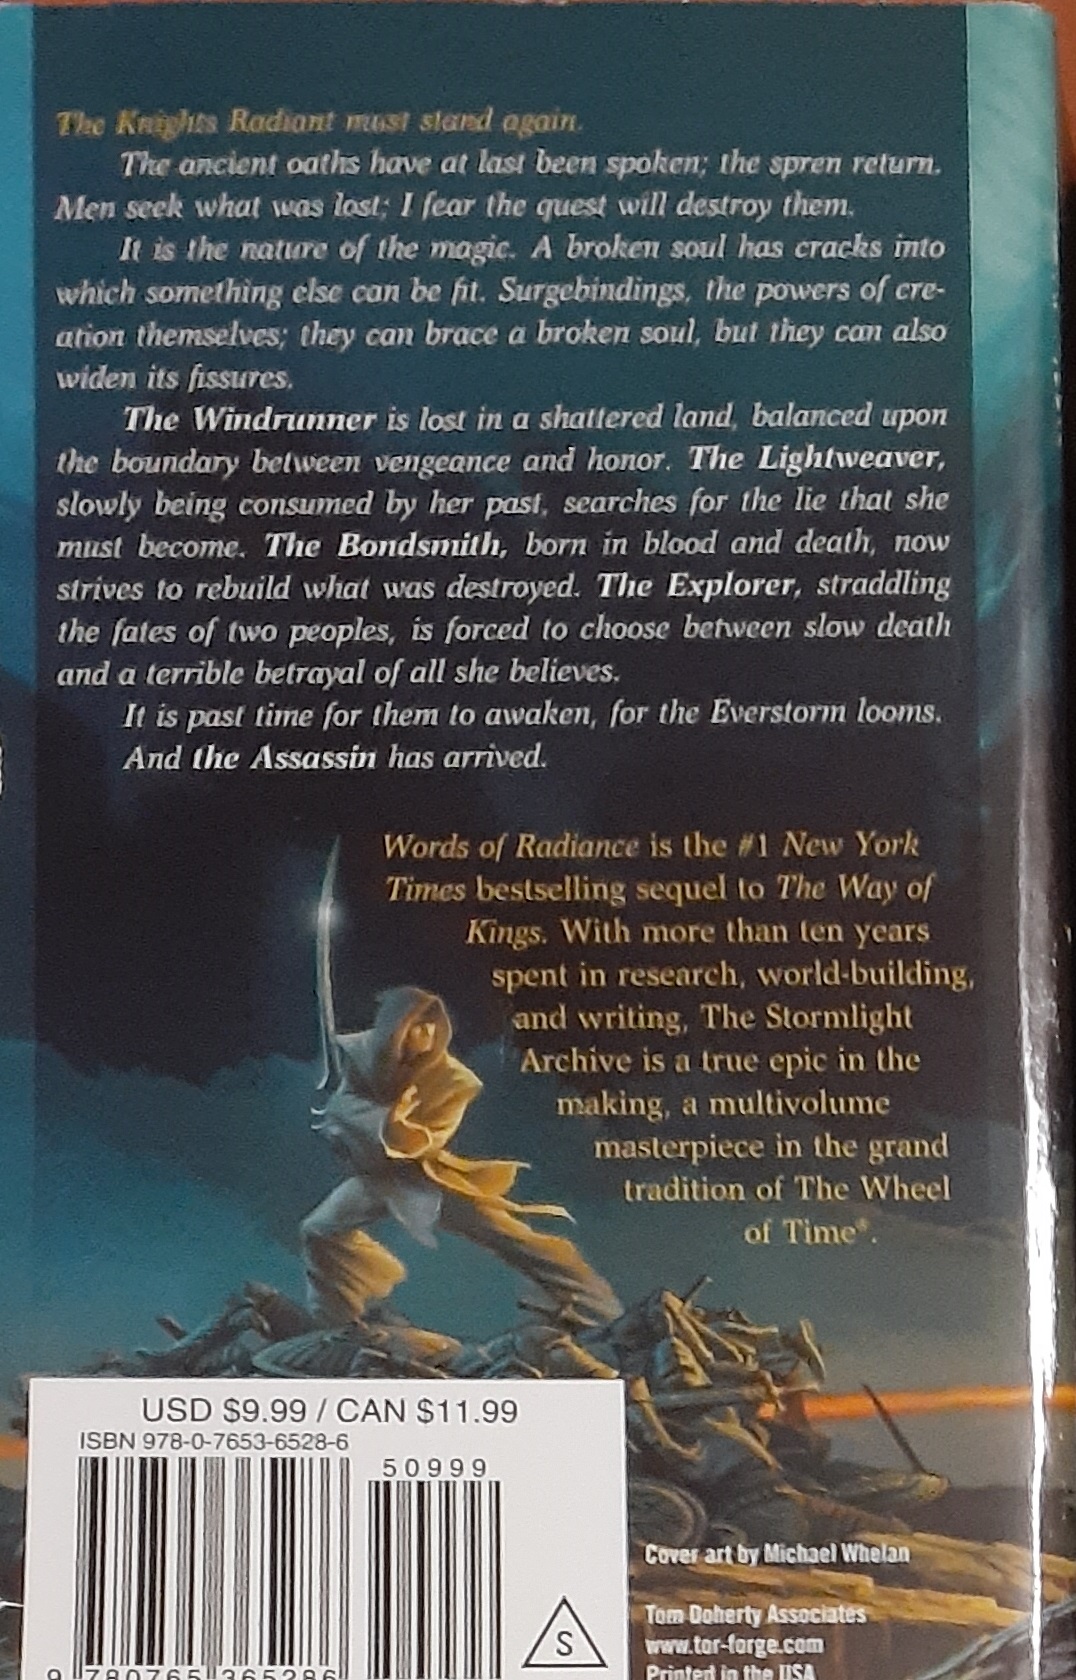 The Knights Radiant must stand again.
The ancient oaths have at last been spoken; the spren return.
Men seek what was lost; I fear the quest will destroy them.
It is the nature of the magic. A broken soul has cracks into
which something else can be fit. Surgebindings, the powers of cre-
ation themselves; they can brace a broken soul, but they can also
widen its fissures.
The Windrunner is lost in a shattered land, balanced upon
the boundary between vengeance and honor. The Lightweaver,
slowly being consumed by her past, searches for the lie that she
must become. The Bondsmith, born in blood and death, now
strives to rebuild what was destroyed. The Explorer, straddling
the fates of two peoples, is forced to choose between slow death
and a terrible betrayal of all she believes.
It is past time for them to awaken, for the Everstorm looms.
And the Assassin has arrived.
Words of Radiance is the #1 New York
Times bestselling sequel to The Way of
Kings. With more than ten years
spent in research, world-building,
and writing, The Stormlight
Archive is a true epic in the
making, a multivolume
masterpiece in the grand
tradition of The Wheel
of Time®.
USD $9.99 / CAN $11.99
ISBN 978-0-7653-6528-6
50999
S
9 780765 365286
Cover art by Michael Whelan
Tom Doherty Associates
www.tor-forge.com
Printed in the USA